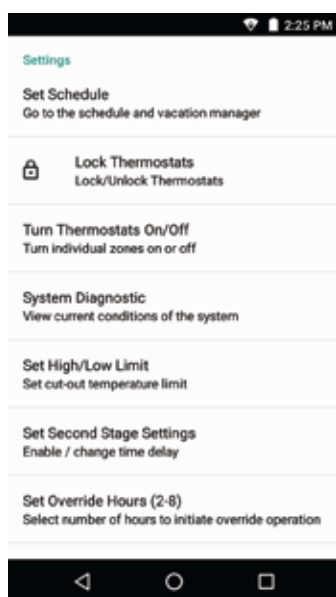 2:25 PM
Settings
Set Schedule
Go to the schedule and vacation manager
Lock Thermostats
Lock/Unlock Thermostats
Turn Thermostats On/Off
Turn individual zones on or off
System Diagnostic
View current conditions of the system
Set High/Low Limit
Set cut-out temperature limit
Set Second Stage Settings
Enable / change time delay
Set Override Hours (2-8)
Select number of hours to initiate override operation